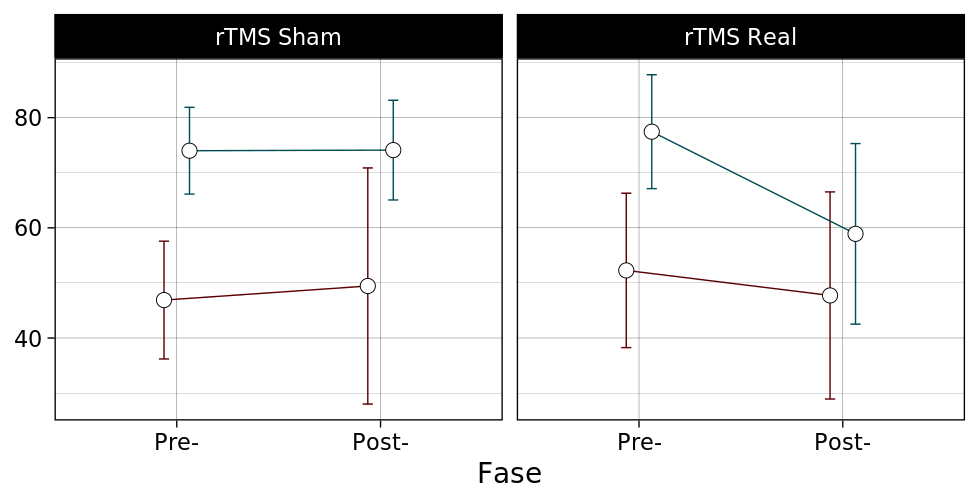 rTMS Sham
rTMS Real
80
60
40
Pre-
Post-
Pre-
Post-
Fase